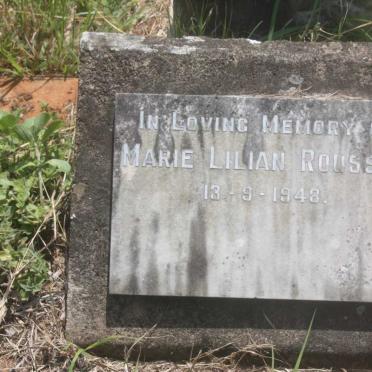 IN LOVING MEMORY
MARIE LILIAN ROUSS
13-9-1948.